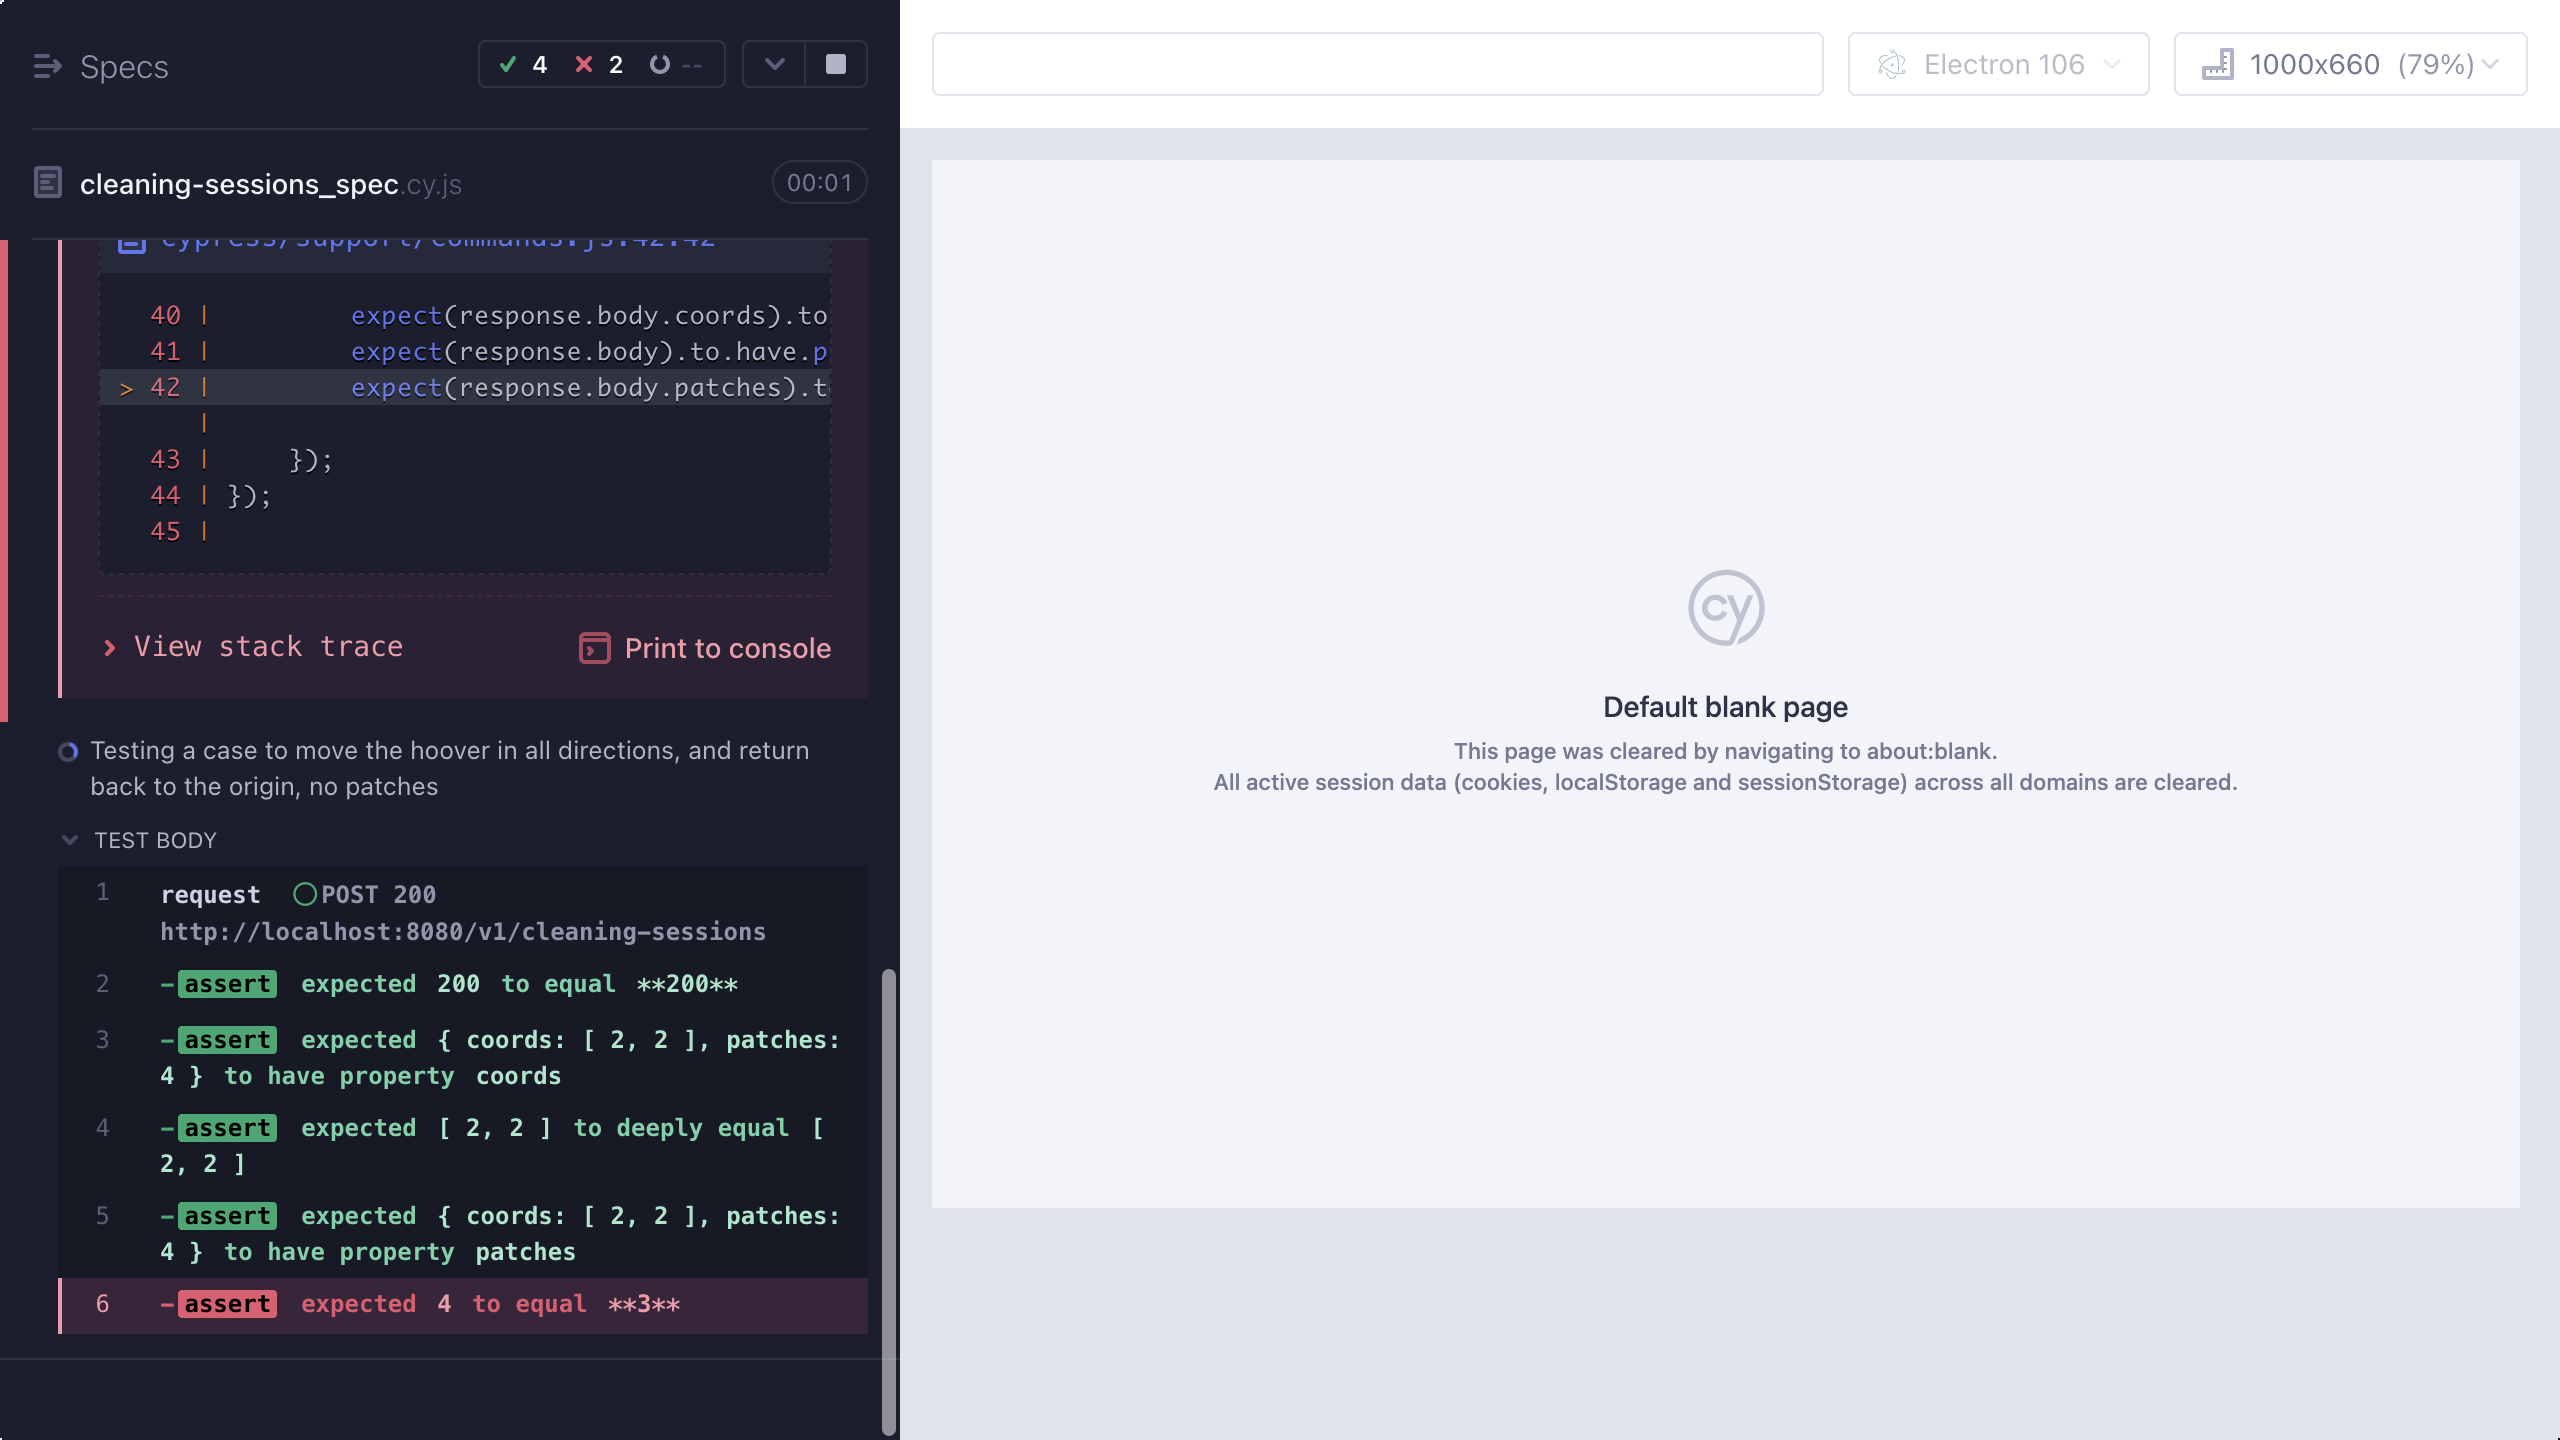 Specs
4 2 --
cleaning-sessions_spec.cy.js
00:01
cypress/support/commands.js:42:42
40 | expect(response.body.coords).to
41 | expect(response.body).to.have.p
> 42 | expect(response.body.patches).t
|
43 | });
44 | });
45 |
View stack trace
Print to console
Testing a case to move the hoover in all directions, and return
back to the origin, no patches
TEST BODY
1 request POST 200
http://localhost:8080/v1/cleaning-sessions
2 -assert expected 200 to equal **200**
3 -assert expected { coords: [ 2, 2 ], patches:
4 } to have property coords
4 -assert expected [ 2, 2 ] to deeply equal [
2, 2 ]
5 -assert expected { coords: [ 2, 2 ], patches:
4 } to have property patches
6 -assert expected 4 to equal **3**
Electron 106
1000x660 (79%)
cy
Default blank page
This page was cleared by navigating to about:blank.
All active session data (cookies, localStorage and sessionStorage) across all domains are cleared.